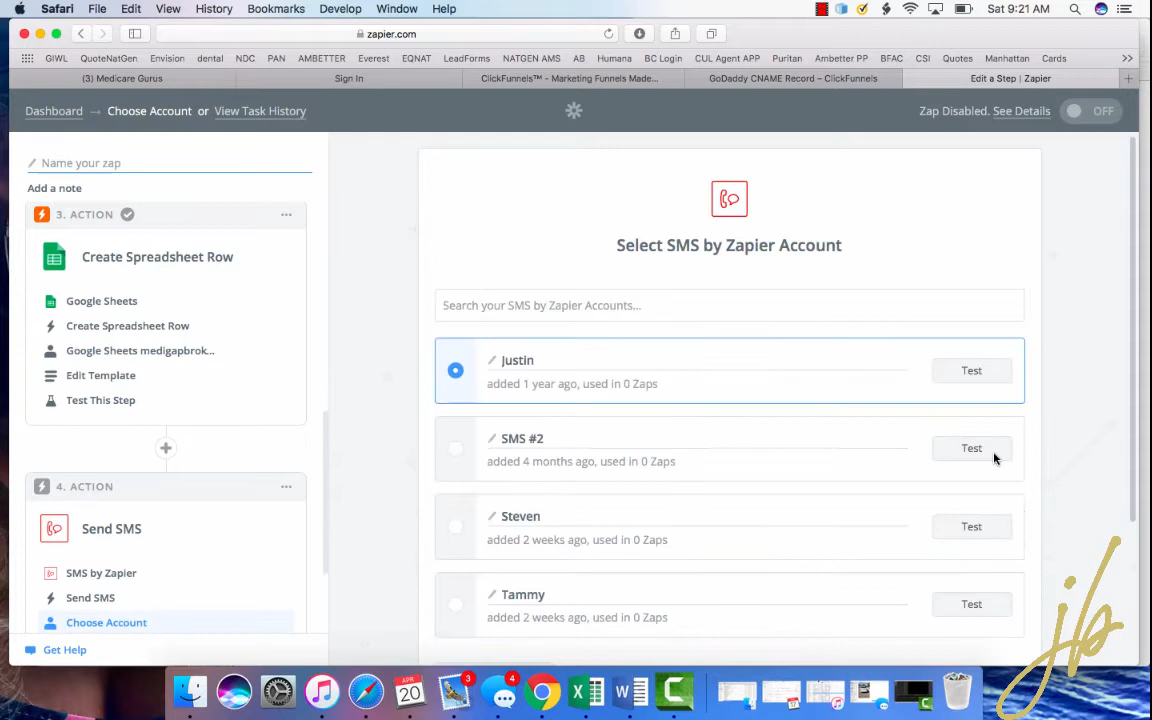 Safari File Edit View History Bookmarks Develop Window Help Sat 9:21 AM
zapier.com
GIWL QuoteNatGen Envision dental NDC PAN AMBETTER Everest EQNAT LeadForms NATGEN AMS AB Humana BC Login CUL Agent APP Puritan Ambetter PP BFAC CSI Quotes Manhattan Cards
(3) Medicare Gurus Sign In ClickFunnels™ - Marketing Funnels Made... GoDaddy CNAME Record – ClickFunnels Edit a Step | Zapier
Dashboard → Choose Account or View Task History Zap Disabled. See Details OFF
Name your zap
Add a note
3. ACTION
Create Spreadsheet Row
Google Sheets
Create Spreadsheet Row
Google Sheets medigapbrok...
Edit Template
Test This Step
4. ACTION
Send SMS
SMS by Zapier
Send SMS
Choose Account
Get Help
Select SMS by Zapier Account
Search your SMS by Zapier Accounts...
Justin
added 1 year ago, used in 0 Zaps
Test
SMS #2
added 4 months ago, used in 0 Zaps
Test
Steven
added 2 weeks ago, used in 0 Zaps
Test
Tammy
added 2 weeks ago, used in 0 Zaps
Test
APR
20
3
4